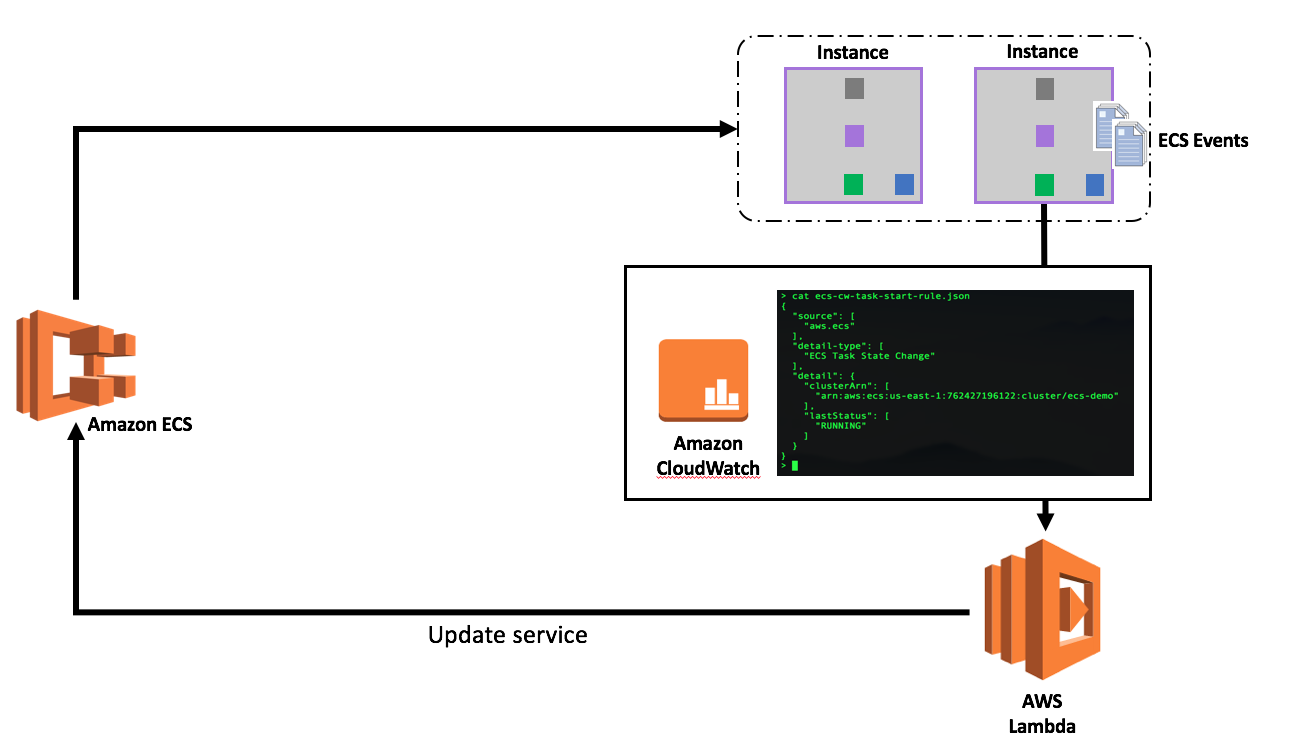 Instance
Instance
ECS Events
> cat ecs-cw-task-start-rule.json
{
"source": [
"aws.ecs"
],
"detail-type": [
"ECS Task State Change"
],
"detail": {
"clusterArn": [
"arn:aws:ecs:us-east-1:762427196122:cluster/ecs-demo"
],
"lastStatus": [
"RUNNING"
]
}
}
>
Amazon
CloudWatch
Amazon ECS
Update service
AWS
Lambda